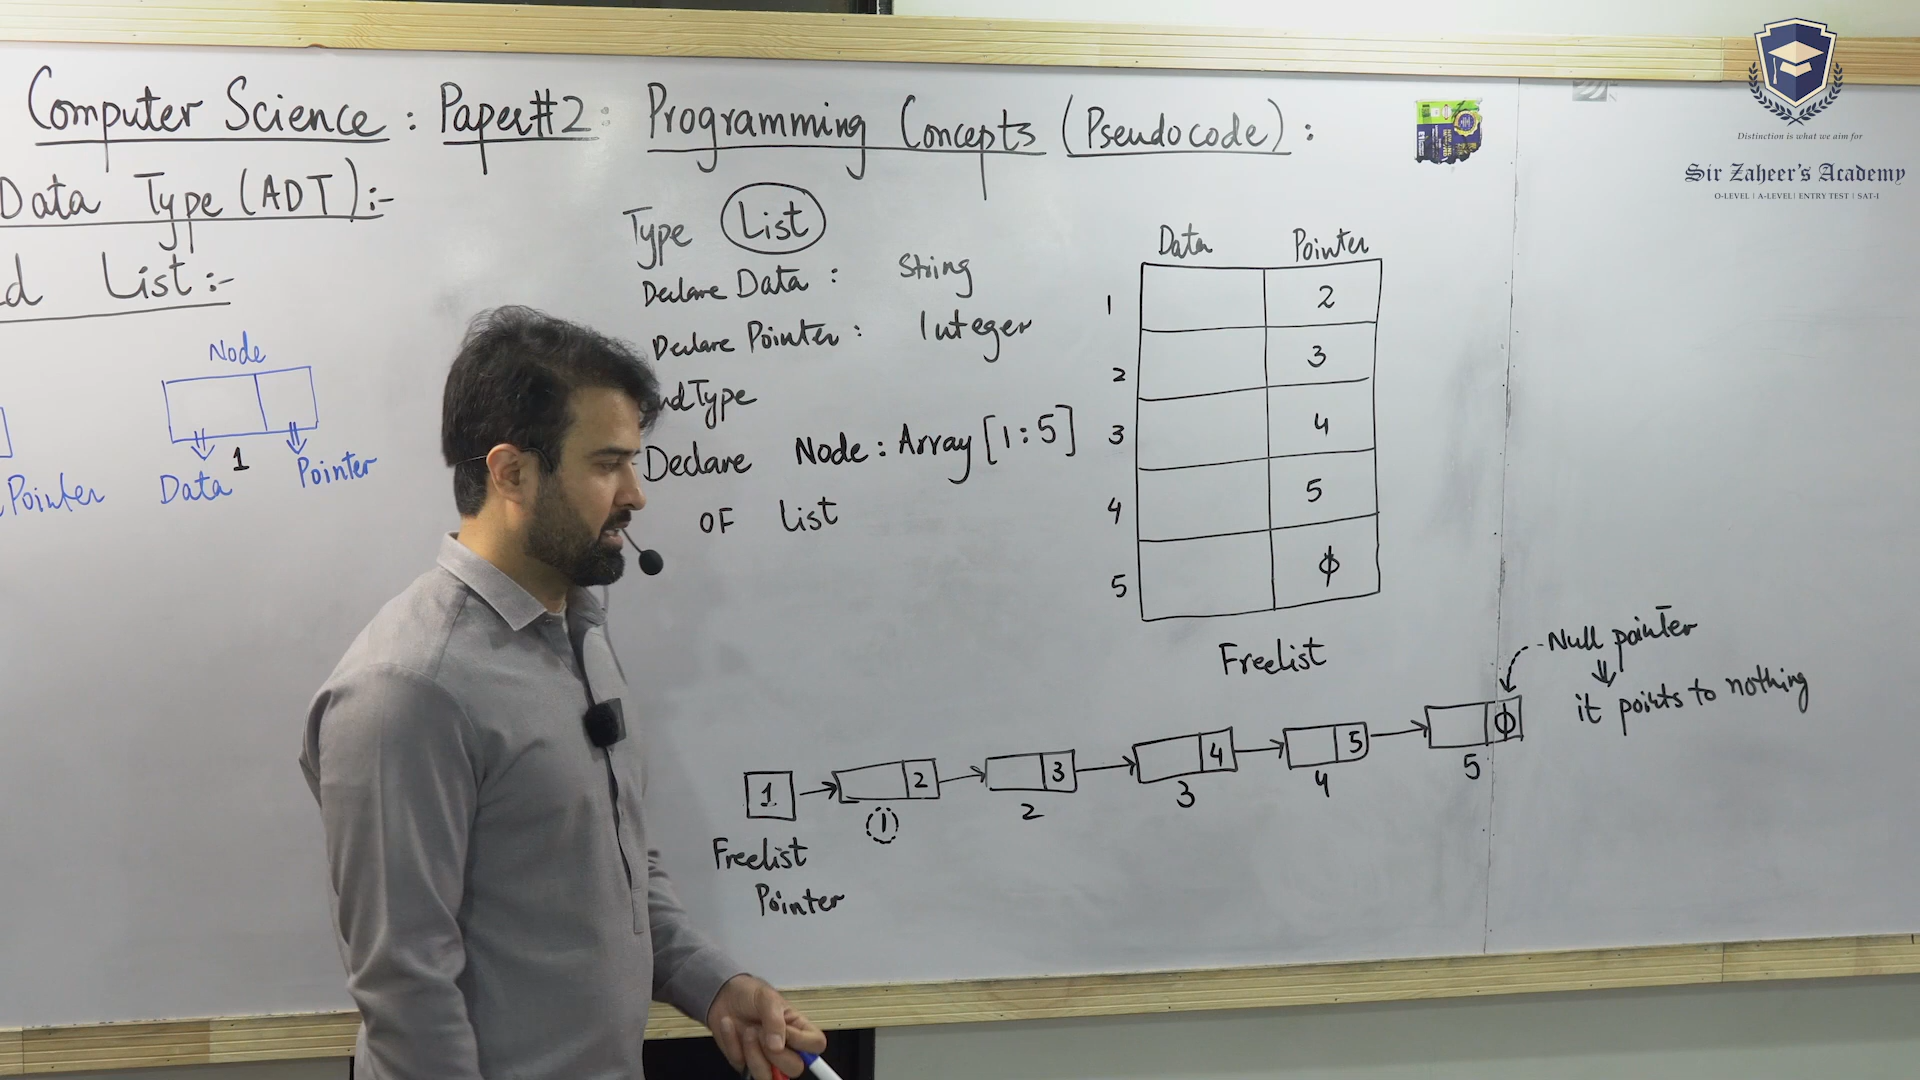 Computer Science : Paper#2 : Programming Concepts (Pseudocode) :
Data Type (ADT) :-
d List :-
Node
1
Data
Pointer
Pointer
Type List
Declare Data : String
Declare Pointer : Integer
ndType
Declare Node : Array [1 : 5]
OF List
Data Pointer
1 2
2 3
3 4
4 5
5 ϕ
Freelist
Null pointer
it points to nothing
1 2 3 4 5 ϕ
1 2 3 4 5
Freelist
Pointer
Distinction is what we aim for
Sir Zaheer's Academy
O-LEVEL | A-LEVEL | ENTRY TEST | SAT-I